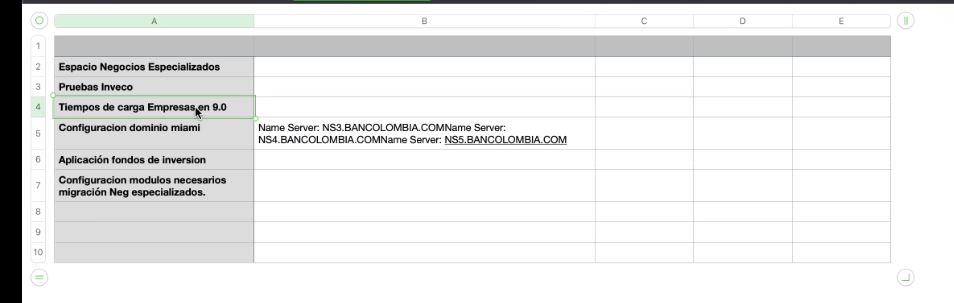 A B C D E
1
2 Espacio Negocios Especializados
3 Pruebas Inveco
4 Tiempos de carga Empresas en 9.0
5 Configuracion dominio miami
Name Server: NS3.BANCOLOMBIA.COMName Server:
NS4.BANCOLOMBIA.COMName Server: NS5.BANCOLOMBIA.COM
6 Aplicación fondos de inversion
7 Configuracion modulos necesarios
migración Neg especializados.
8
9
10